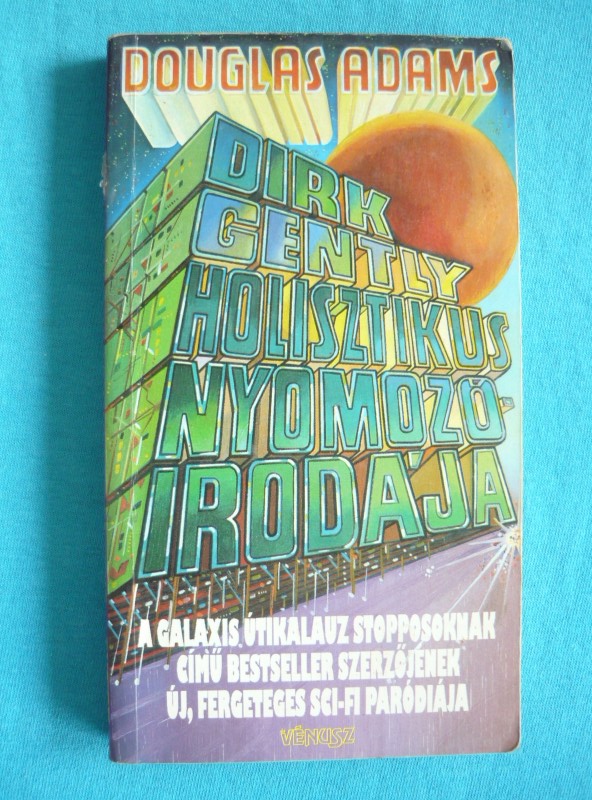 DOUGLAS ADAMS
DIRK
GENTLY
HOLISZTIKUS
NYOMOZÓ-
IRODÁJA
A GALAXIS ÚTIKALAUZ STOPPOSOKNAK
CÍMŰ BESTSELLER SZERZŐJÉNEK
ÚJ, FERGETEGES SCI-FI PARÓDIÁJA
VÉNUSZ